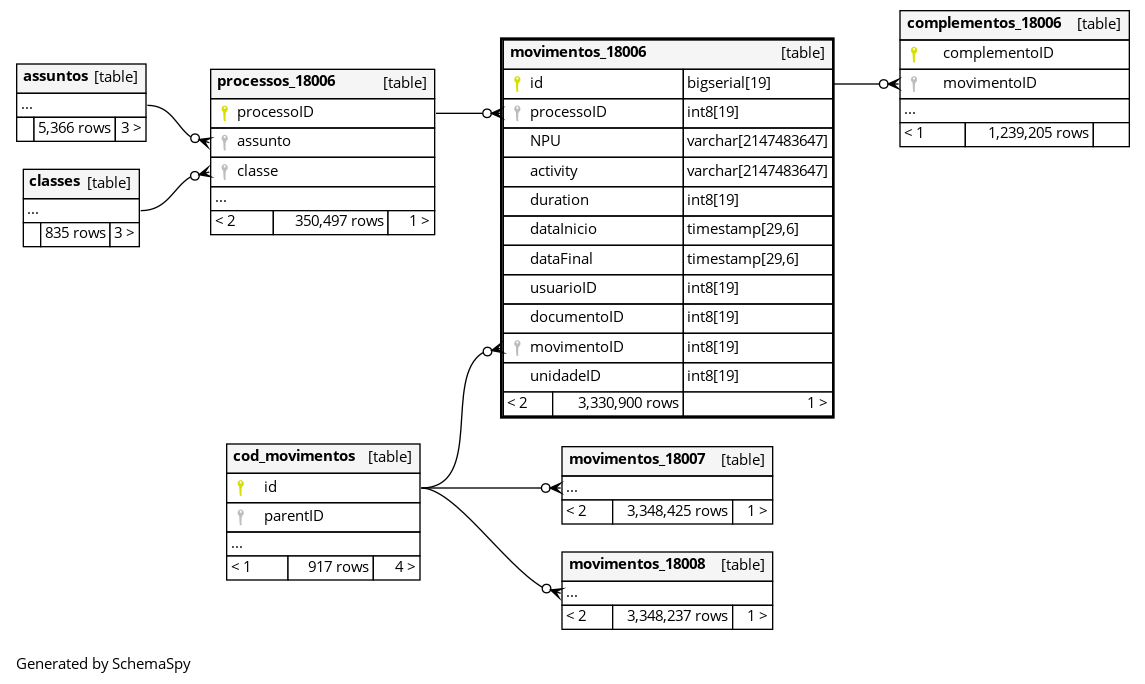 assuntos [table]
...
5,366 rows 3 >
classes [table]
...
835 rows 3 >
processos_18006 [table]
processoID
assunto
classe
...
< 2 350,497 rows 1 >
movimentos_18006 [table]
id bigserial[19]
processoID int8[19]
NPU varchar[2147483647]
activity varchar[2147483647]
duration int8[19]
dataInicio timestamp[29,6]
dataFinal timestamp[29,6]
usuarioID int8[19]
documentoID int8[19]
movimentoID int8[19]
unidadeID int8[19]
< 2 3,330,900 rows 1 >
complementos_18006 [table]
complementoID
movimentoID
...
< 1 1,239,205 rows
cod_movimentos [table]
id
parentID
...
< 1 917 rows 4 >
movimentos_18007 [table]
...
< 2 3,348,425 rows 1 >
movimentos_18008 [table]
...
< 2 3,348,237 rows 1 >
Generated by SchemaSpy